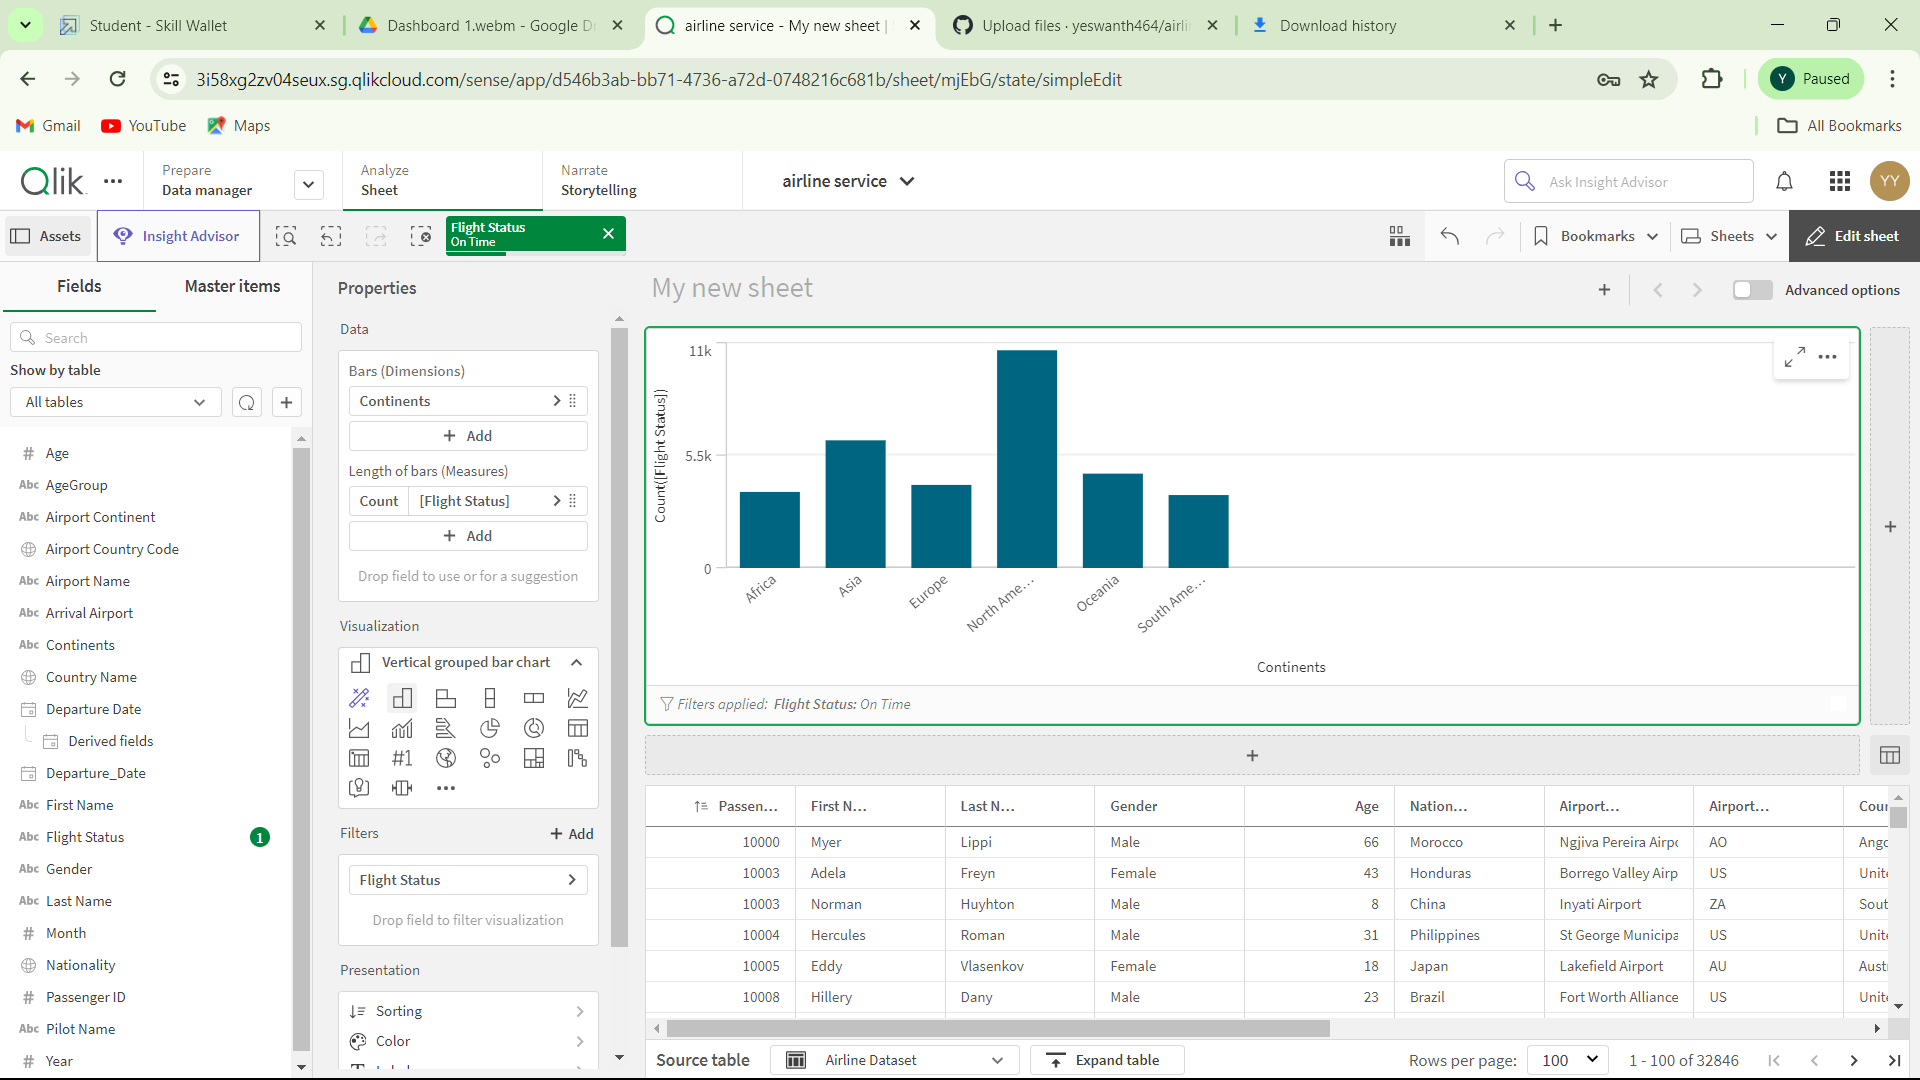 Student - Skill Wallet
Dashboard 1.webm - Google Dr
airline service - My new sheet |
Upload files · yeswanth464/airli
Download history
3i58xg2zv04seux.sg.qlikcloud.com/sense/app/d546b3ab-bb71-4736-a72d-0748216c681b/sheet/mjEbG/state/simpleEdit
Y Paused
Gmail YouTube Maps
All Bookmarks
Qlik
Prepare
Data manager
Analyze
Sheet
Narrate
Storytelling
airline service
Ask Insight Advisor
YY
Assets
Insight Advisor
Flight Status
On Time
Bookmarks
Sheets
Edit sheet
Fields
Master items
Search
Show by table
All tables
# Age
Abc AgeGroup
Abc Airport Continent
Airport Country Code
Abc Airport Name
Abc Arrival Airport
Abc Continents
Country Name
Departure Date
Derived fields
Departure_Date
Abc First Name
Abc Flight Status 1
Abc Gender
Abc Last Name
# Month
Nationality
# Passenger ID
Abc Pilot Name
# Year
Properties
Data
Bars (Dimensions)
Continents
+ Add
Length of bars (Measures)
Count [Flight Status]
+ Add
Drop field to use or for a suggestion
Visualization
Vertical grouped bar chart
#1
Filters
+ Add
Flight Status
Drop field to filter visualization
Presentation
Sorting
Color
My new sheet
Advanced options
Count([Flight Status])
11k
5.5k
0
Africa
Asia
Europe
North Ame...
Oceania
South Ame...
Continents
Filters applied: Flight Status: On Time
Passen... First N... Last N... Gender Age Nation... Airport... Airport... Cour
10000 Myer Lippi Male 66 Morocco Ngjiva Pereira Airpo AO Ango
10003 Adela Freyn Female 43 Honduras Borrego Valley Airp US Unite
10003 Norman Huyhton Male 8 China Inyati Airport ZA Sout
10004 Hercules Roman Male 31 Philippines St George Municipa US Unite
10005 Eddy Vlasenkov Female 18 Japan Lakefield Airport AU Austr
10008 Hillery Dany Male 23 Brazil Fort Worth Alliance US Unite
Source table
Airline Dataset
Expand table
Rows per page: 100
1 - 100 of 32846